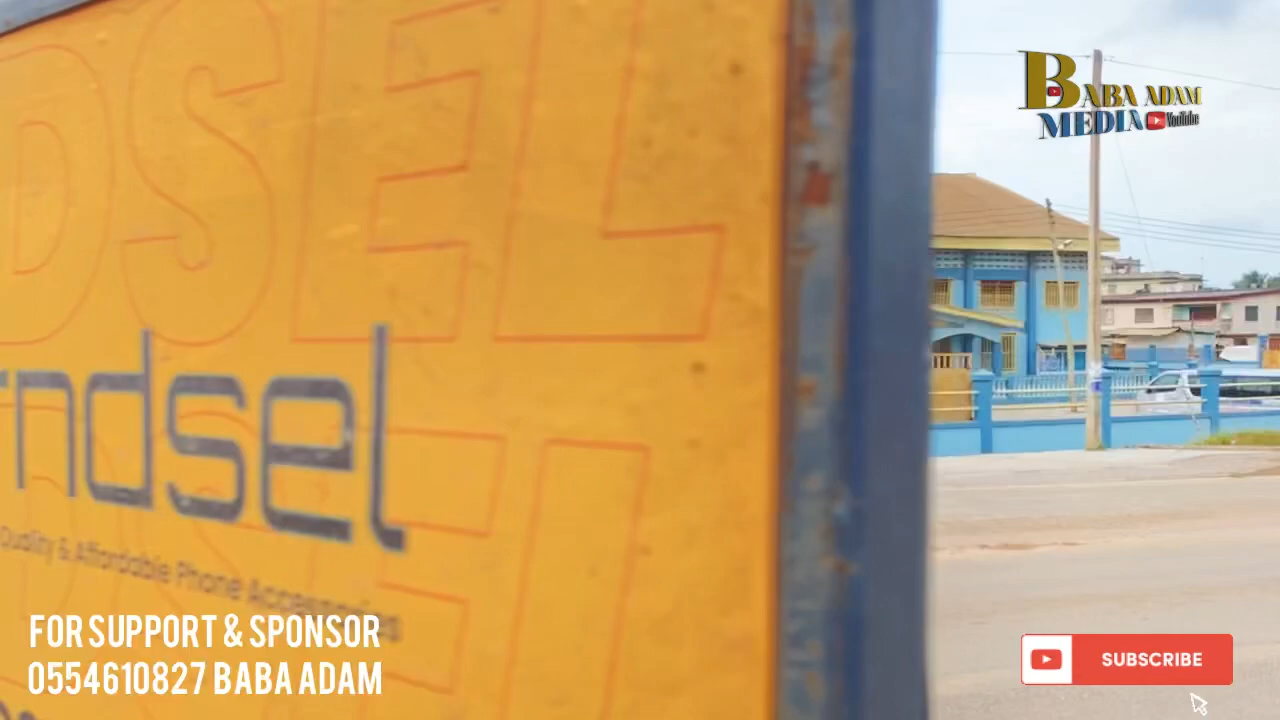 DSEL
BABA ADAM
MEDIA YouTube
ndsel
Quality & Affordable Phone Accessories
FOR SUPPORT & SPONSOR
0554610827 BABA ADAM
SUBSCRIBE